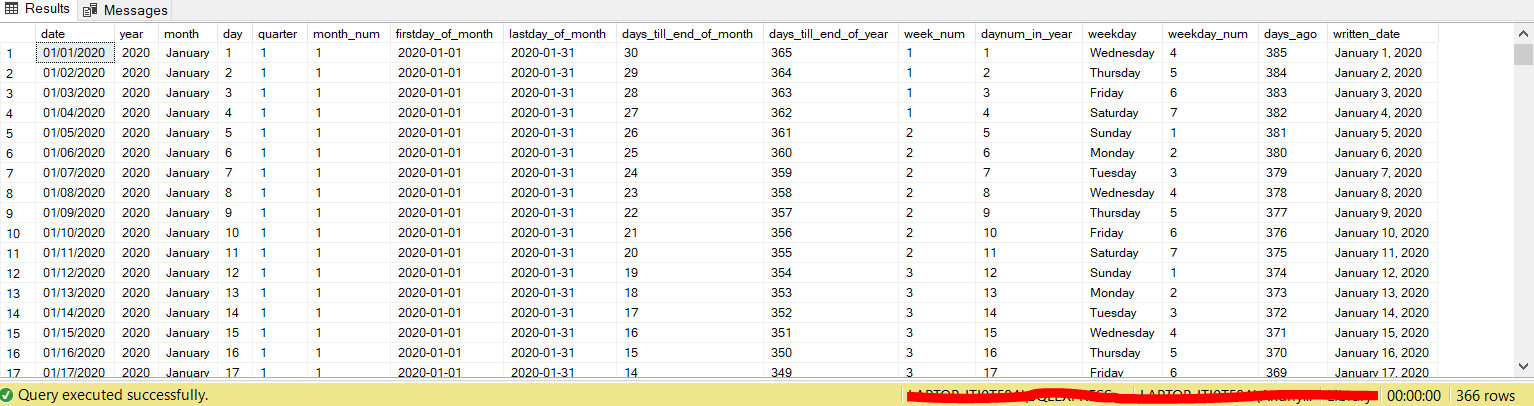 Results Messages
date year month day quarter month_num firstday_of_month lastday_of_month days_till_end_of_month days_till_end_of_year week_num daynum_in_year weekday weekday_num days_ago written_date
1 01/01/2020 2020 January 1 1 1 2020-01-01 2020-01-31 30 365 1 1 Wednesday 4 385 January 1, 2020
2 01/02/2020 2020 January 2 1 1 2020-01-01 2020-01-31 29 364 1 2 Thursday 5 384 January 2, 2020
3 01/03/2020 2020 January 3 1 1 2020-01-01 2020-01-31 28 363 1 3 Friday 6 383 January 3, 2020
4 01/04/2020 2020 January 4 1 1 2020-01-01 2020-01-31 27 362 1 4 Saturday 7 382 January 4, 2020
5 01/05/2020 2020 January 5 1 1 2020-01-01 2020-01-31 26 361 2 5 Sunday 1 381 January 5, 2020
6 01/06/2020 2020 January 6 1 1 2020-01-01 2020-01-31 25 360 2 6 Monday 2 380 January 6, 2020
7 01/07/2020 2020 January 7 1 1 2020-01-01 2020-01-31 24 359 2 7 Tuesday 3 379 January 7, 2020
8 01/08/2020 2020 January 8 1 1 2020-01-01 2020-01-31 23 358 2 8 Wednesday 4 378 January 8, 2020
9 01/09/2020 2020 January 9 1 1 2020-01-01 2020-01-31 22 357 2 9 Thursday 5 377 January 9, 2020
10 01/10/2020 2020 January 10 1 1 2020-01-01 2020-01-31 21 356 2 10 Friday 6 376 January 10, 2020
11 01/11/2020 2020 January 11 1 1 2020-01-01 2020-01-31 20 355 2 11 Saturday 7 375 January 11, 2020
12 01/12/2020 2020 January 12 1 1 2020-01-01 2020-01-31 19 354 3 12 Sunday 1 374 January 12, 2020
13 01/13/2020 2020 January 13 1 1 2020-01-01 2020-01-31 18 353 3 13 Monday 2 373 January 13, 2020
14 01/14/2020 2020 January 14 1 1 2020-01-01 2020-01-31 17 352 3 14 Tuesday 3 372 January 14, 2020
15 01/15/2020 2020 January 15 1 1 2020-01-01 2020-01-31 16 351 3 15 Wednesday 4 371 January 15, 2020
16 01/16/2020 2020 January 16 1 1 2020-01-01 2020-01-31 15 350 3 16 Thursday 5 370 January 16, 2020
17 01/17/2020 2020 January 17 1 1 2020-01-01 2020-01-31 14 349 3 17 Friday 6 369 January 17, 2020
Query executed successfully. 00:00:00 366 rows